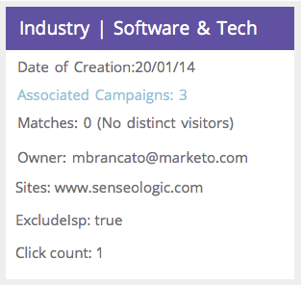 Industry | Software & Tech
Date of Creation:20/01/14
Associated Campaigns: 3
Matches: 0 (No distinct visitors)
Owner: mbrancato@marketo.com
Sites: www.senseologic.com
ExcludeIsp: true
Click count: 1